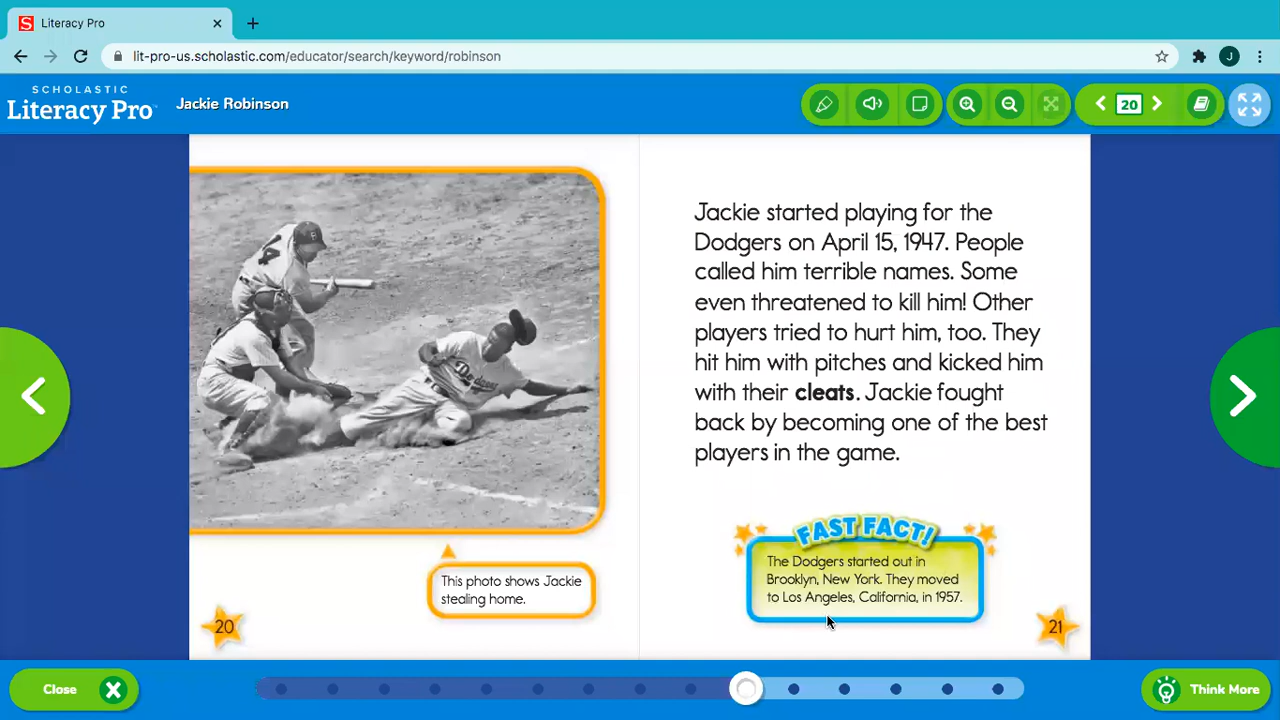 S Literacy Pro
lit-pro-us.scholastic.com/educator/search/keyword/robinson
J
SCHOLASTIC
Literacy Pro
Jackie Robinson
20
14
Dodgers
This photo shows Jackie
stealing home.
20
Jackie started playing for the
Dodgers on April 15, 1947. People
called him terrible names. Some
even threatened to kill him! Other
players tried to hurt him, too. They
hit him with pitches and kicked him
with their cleats. Jackie fought
back by becoming one of the best
players in the game.
FAST FACT!
The Dodgers started out in
Brooklyn, New York. They moved
to Los Angeles, California, in 1957.
21
Close
Think More